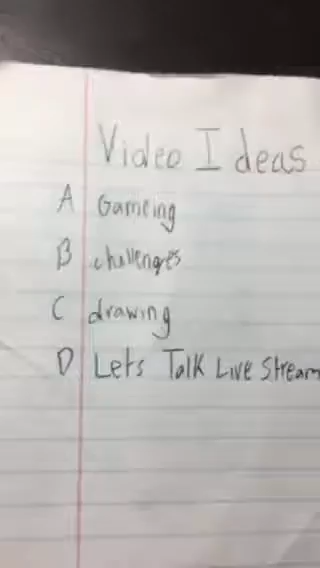 Video Ideas
A Gameing
B challenges
C drawing
D Lets Talk Live Stream